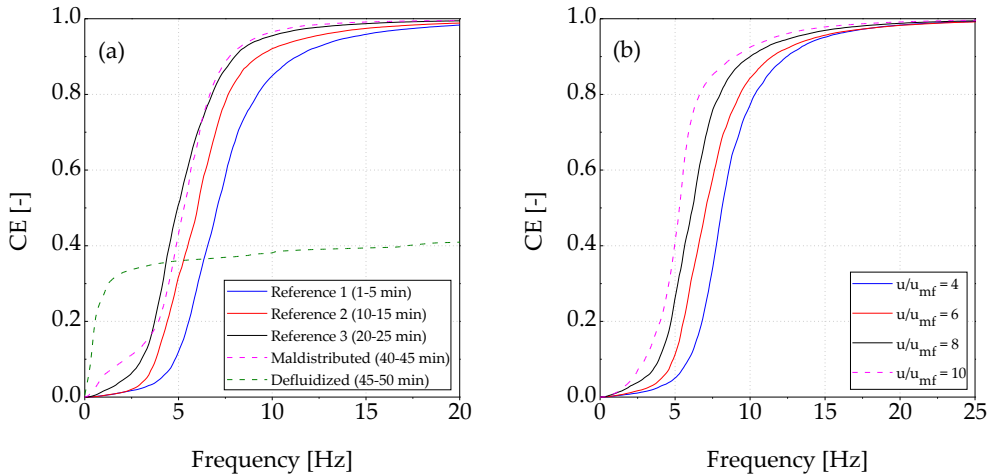 (a)
CE [-]
1.0
0.8
0.6
0.4
0.2
0.0
0
5
10
15
20
Frequency [Hz]
Reference 1 (1-5 min)
Reference 2 (10-15 min)
Reference 3 (20-25 min)
Maldistributed (40-45 min)
Defluidized (45-50 min)
(b)
CE [-]
1.0
0.8
0.6
0.4
0.2
0.0
0
5
10
15
20
25
Frequency [Hz]
u/umf = 4
u/umf = 6
u/umf = 8
u/umf = 10